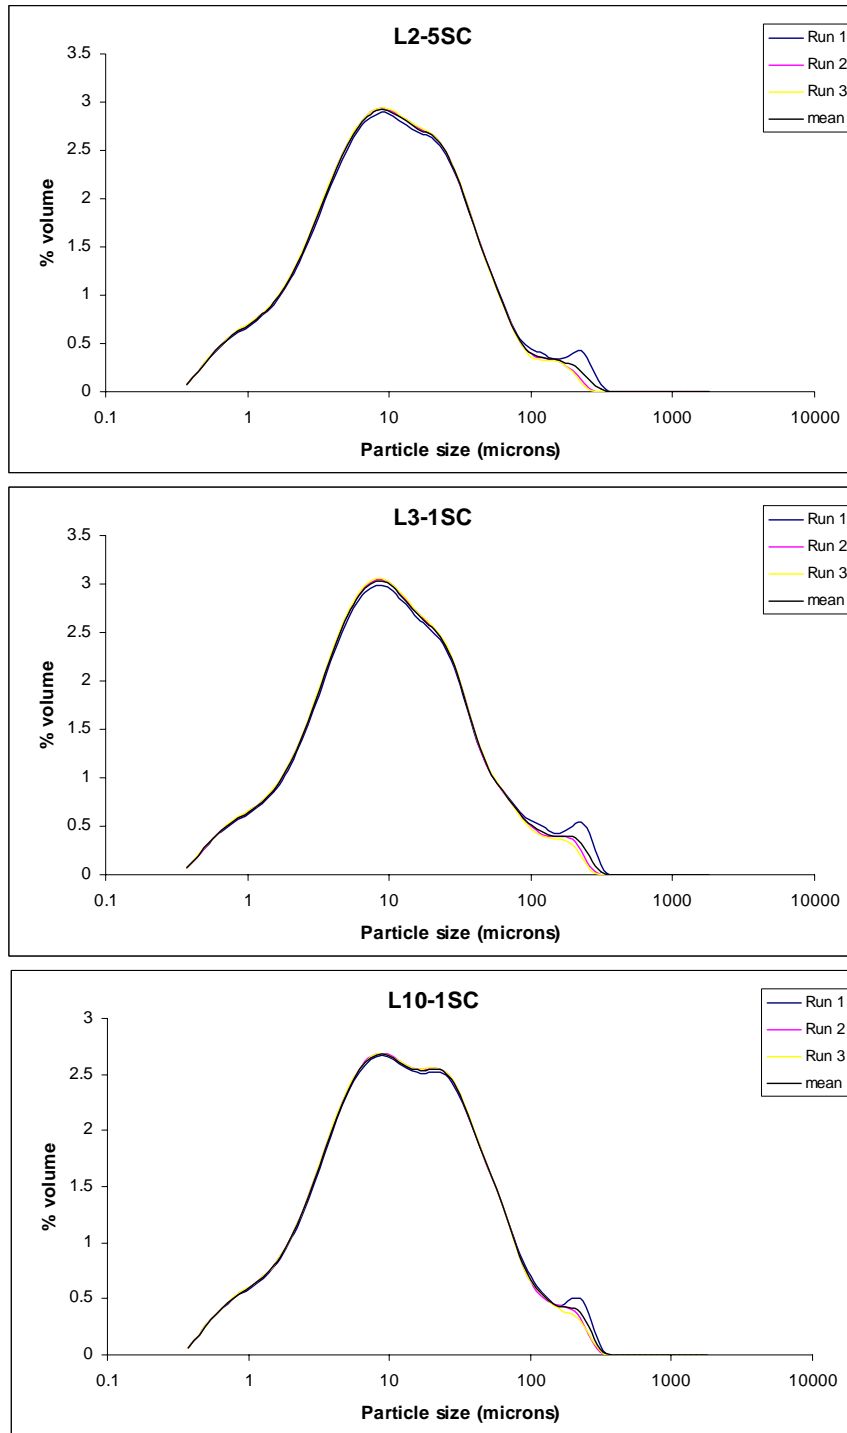 L2-5SC
3.5
3
2.5
2
1.5
1
0.5
0
% volume
0.1 1 10 100 1000 10000
Particle size (microns)
Run 1
Run 2
Run 3
mean
L3-1SC
3.5
3
2.5
2
1.5
1
0.5
0
% volume
0.1 1 10 100 1000 10000
Particle size (microns)
Run 1
Run 2
Run 3
mean
L10-1SC
3
2.5
2
1.5
1
0.5
0
% volume
0.1 1 10 100 1000 10000
Particle size (microns)
Run 1
Run 2
Run 3
mean